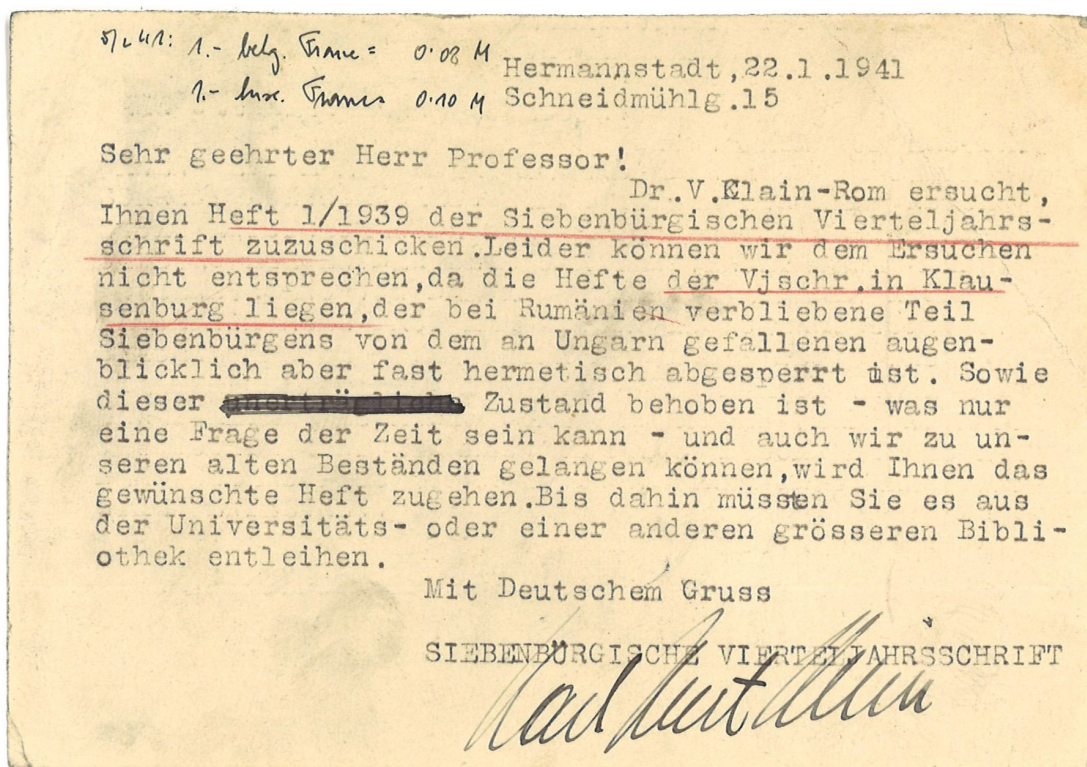 5/2 41: 1.- belg. Franc = 0.08 M
1.- lux. Francs 0.10 M
Hermannstadt,22.1.1941
Schneidmühlg.15
Sehr geehrter Herr Professor!
Dr.V.Klain-Rom ersucht,
Ihnen Heft 1/1939 der Siebenbürgischen Vierteljahrs-
schrift zuzuschicken.Leider können wir dem Ersuchen
nicht entsprechen,da die Hefte der Vjschr.in Klau-
senburg liegen,der bei Rumänien verbliebene Teil
Siebenbürgens von dem an Ungarn gefallenen augen-
blicklich aber fast hermetisch abgesperrt ist. Sowie
dieser unerträgliche Zustand behoben ist - was nur
eine Frage der Zeit sein kann - und auch wir zu un-
seren alten Beständen gelangen können,wird Ihnen das
gewünschte Heft zugehen.Bis dahin müssten Sie es aus
der Universitäts- oder einer anderen grösseren Bibli-
othek entleihen.
Mit Deutschem Gruss
SIEBENBÜRGISCHE VIERTELJAHRSSCHRIFT
Karl Kurt Klein